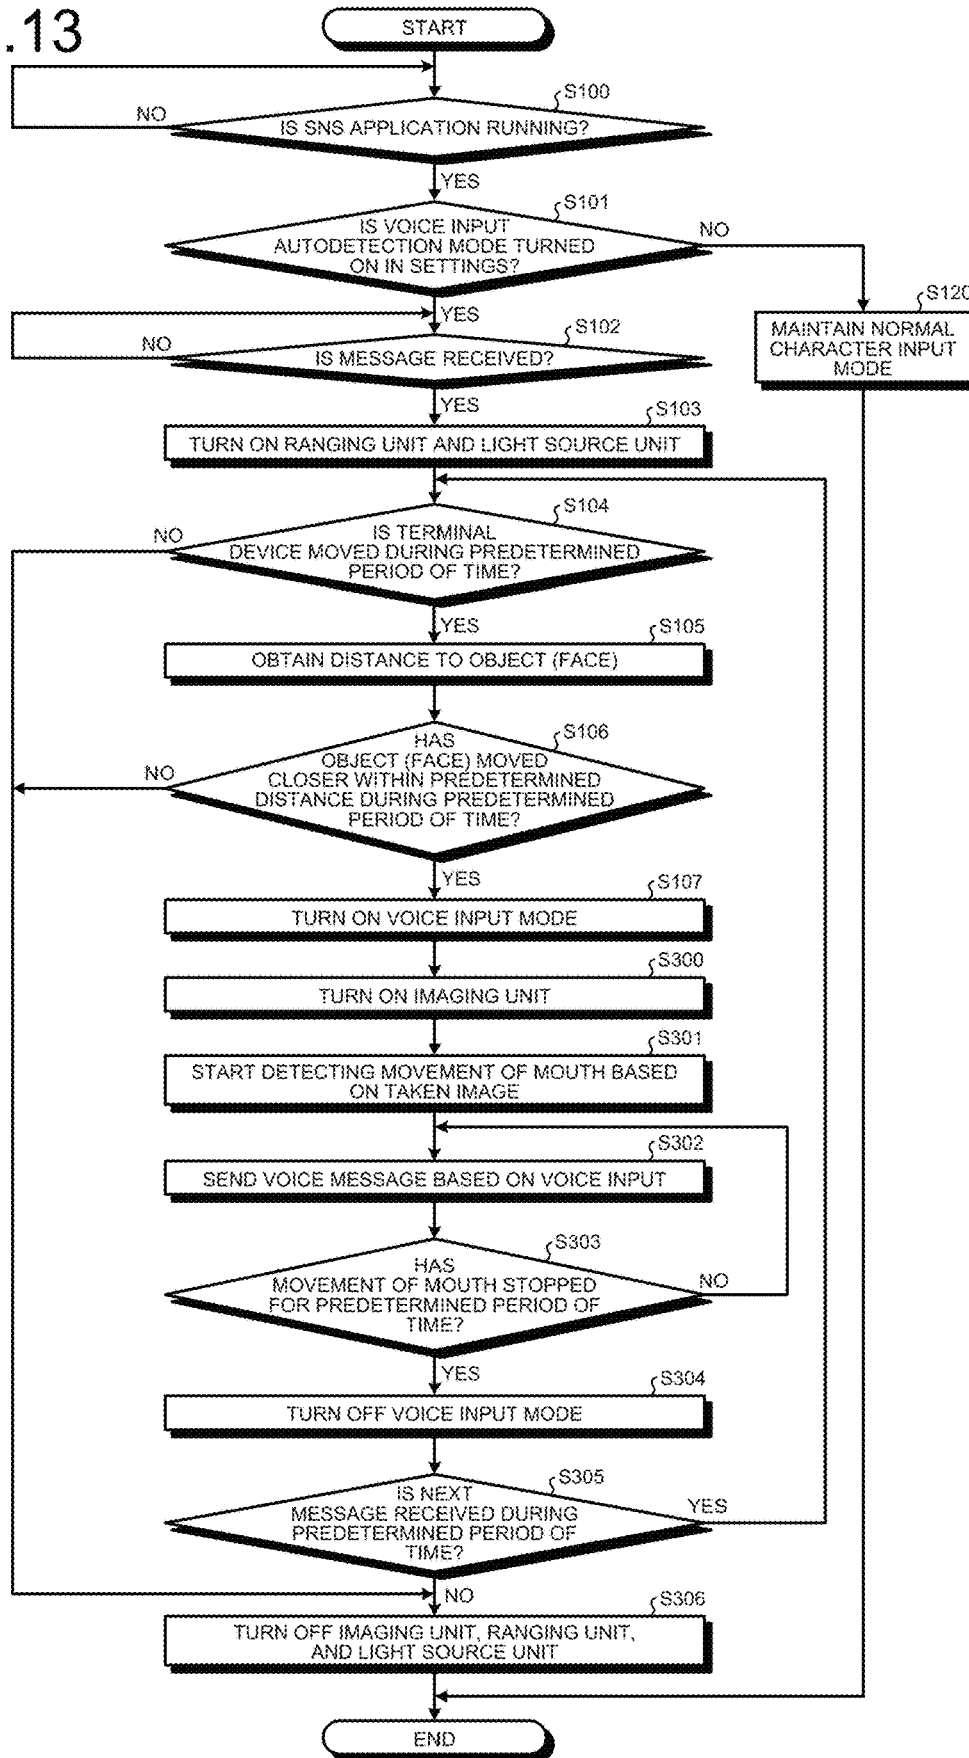 .13
START
S100
NO
IS SNS APPLICATION RUNNING?
YES
S101
IS VOICE INPUT
AUTODETECTION MODE TURNED
ON IN SETTINGS?
NO
YES
S120
MAINTAIN NORMAL
CHARACTER INPUT
MODE
S102
NO
IS MESSAGE RECEIVED?
YES
S103
TURN ON RANGING UNIT AND LIGHT SOURCE UNIT
S104
NO
IS TERMINAL
DEVICE MOVED DURING PREDETERMINED
PERIOD OF TIME?
YES
S105
OBTAIN DISTANCE TO OBJECT (FACE)
S106
NO
HAS
OBJECT (FACE) MOVED
CLOSER WITHIN PREDETERMINED
DISTANCE DURING PREDETERMINED
PERIOD OF TIME?
YES
S107
TURN ON VOICE INPUT MODE
S300
TURN ON IMAGING UNIT
S301
START DETECTING MOVEMENT OF MOUTH BASED
ON TAKEN IMAGE
S302
SEND VOICE MESSAGE BASED ON VOICE INPUT
S303
HAS
MOVEMENT OF MOUTH STOPPED
FOR PREDETERMINED PERIOD OF
TIME?
NO
YES
S304
TURN OFF VOICE INPUT MODE
S305
IS NEXT
MESSAGE RECEIVED DURING
PREDETERMINED PERIOD OF
TIME?
YES
NO
S306
TURN OFF IMAGING UNIT, RANGING UNIT,
AND LIGHT SOURCE UNIT
END